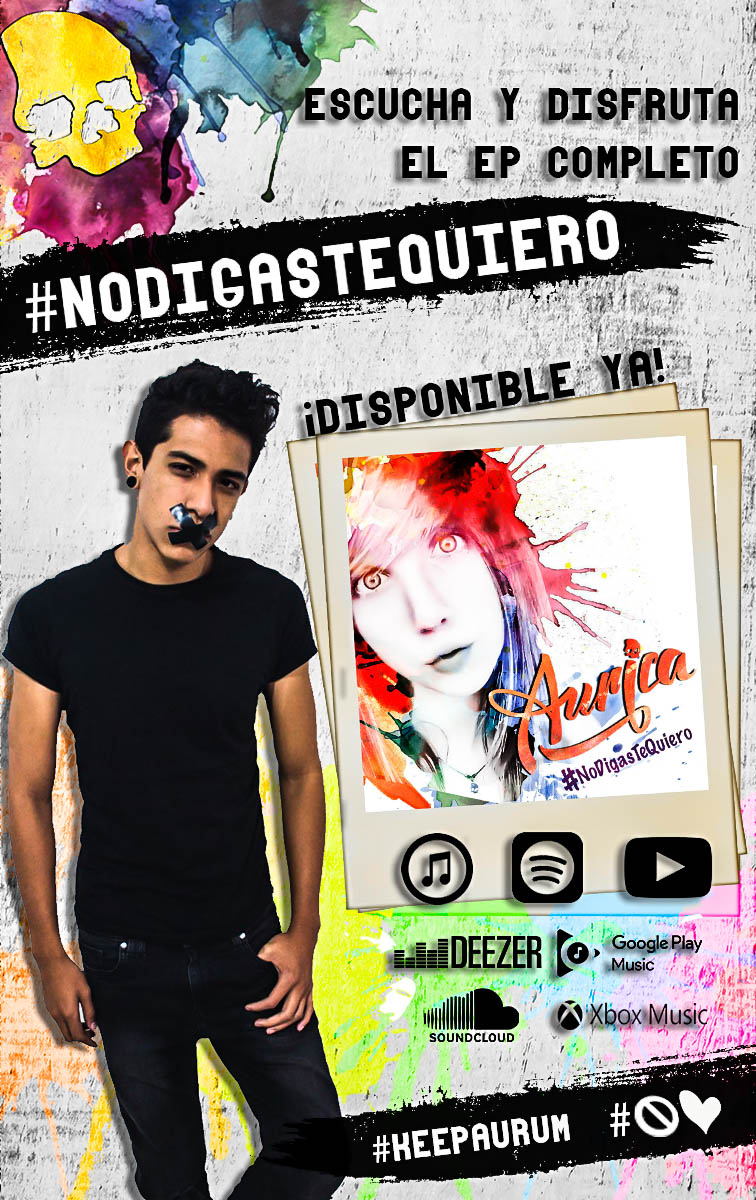 ESCUCHA Y DISFRUTA
EL EP COMPLETO
#NODIGASTEQUIERO
¡DISPONIBLE YA!
Aurica
#NoDigasTeQuiero
DEEZER
Google Play
Music
SOUNDCLOUD
Xbox Music
#KEEPAURUM
#🚫♥